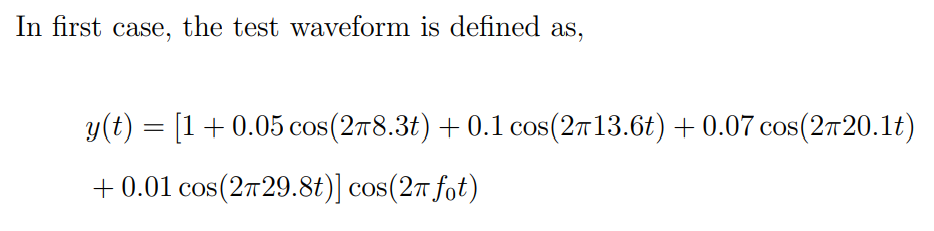 In first case, the test waveform is defined as,
y(t) = [1 + 0.05 cos(2π8.3t) + 0.1 cos(2π13.6t) + 0.07 cos(2π20.1t)
+ 0.01 cos(2π29.8t)] cos(2πf₀t)